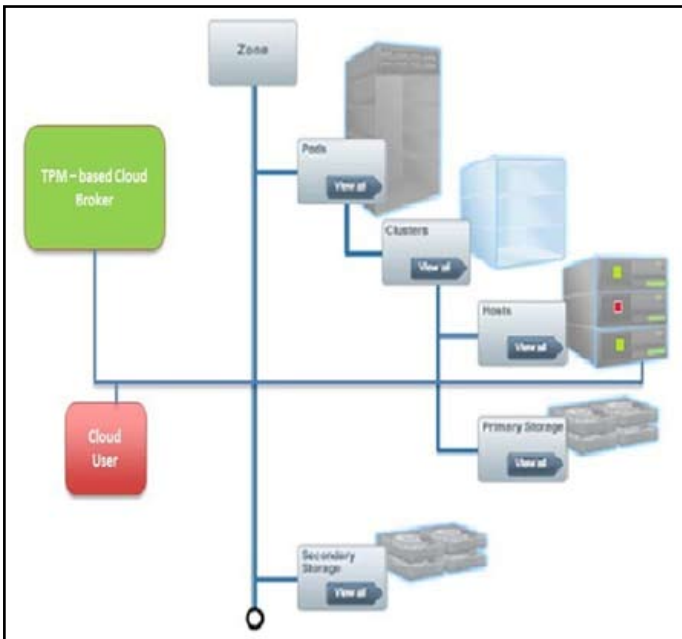 Zone
TPM – based Cloud
Broker
Pods
View all
Clusters
View all
Hosts
View all
Cloud
User
Primary Storage
View all
Secondary
Storage
View all